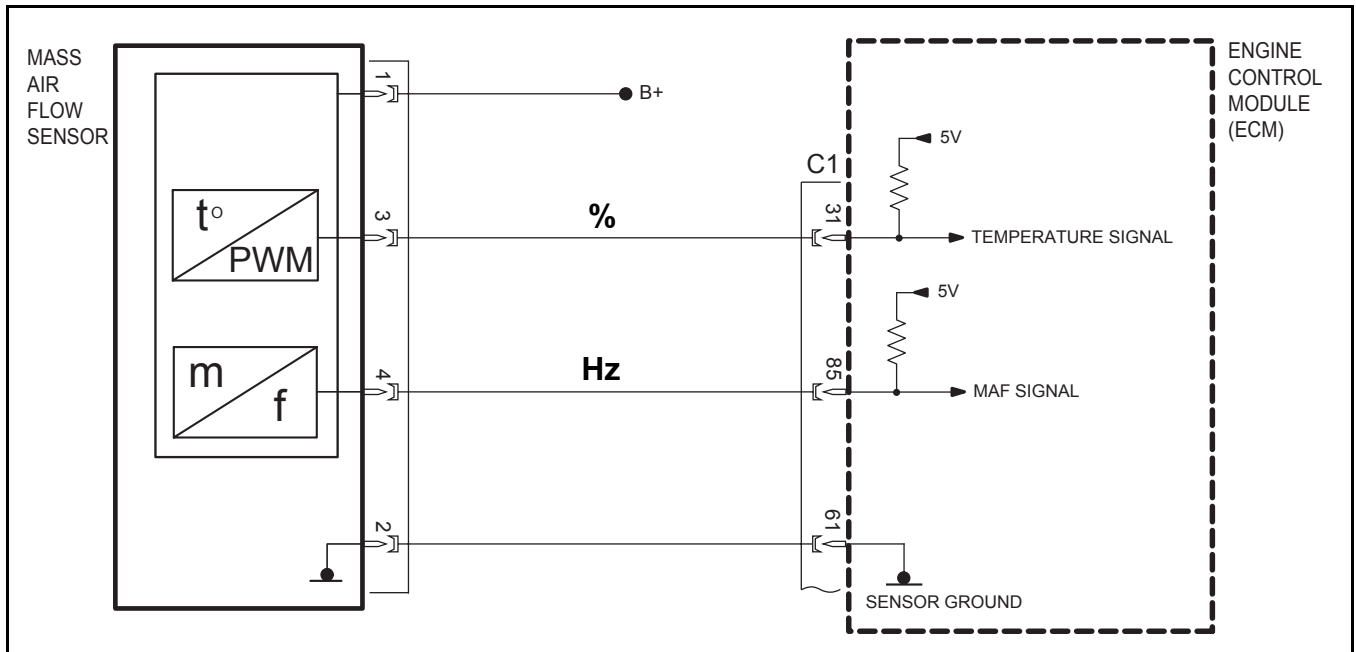 MASS
AIR
FLOW
SENSOR
1
B+
ENGINE
CONTROL
MODULE
(ECM)
5V
C1
t°
PWM
3
%
31
TEMPERATURE SIGNAL
5V
m
f
4
Hz
85
MAF SIGNAL
2
61
SENSOR GROUND